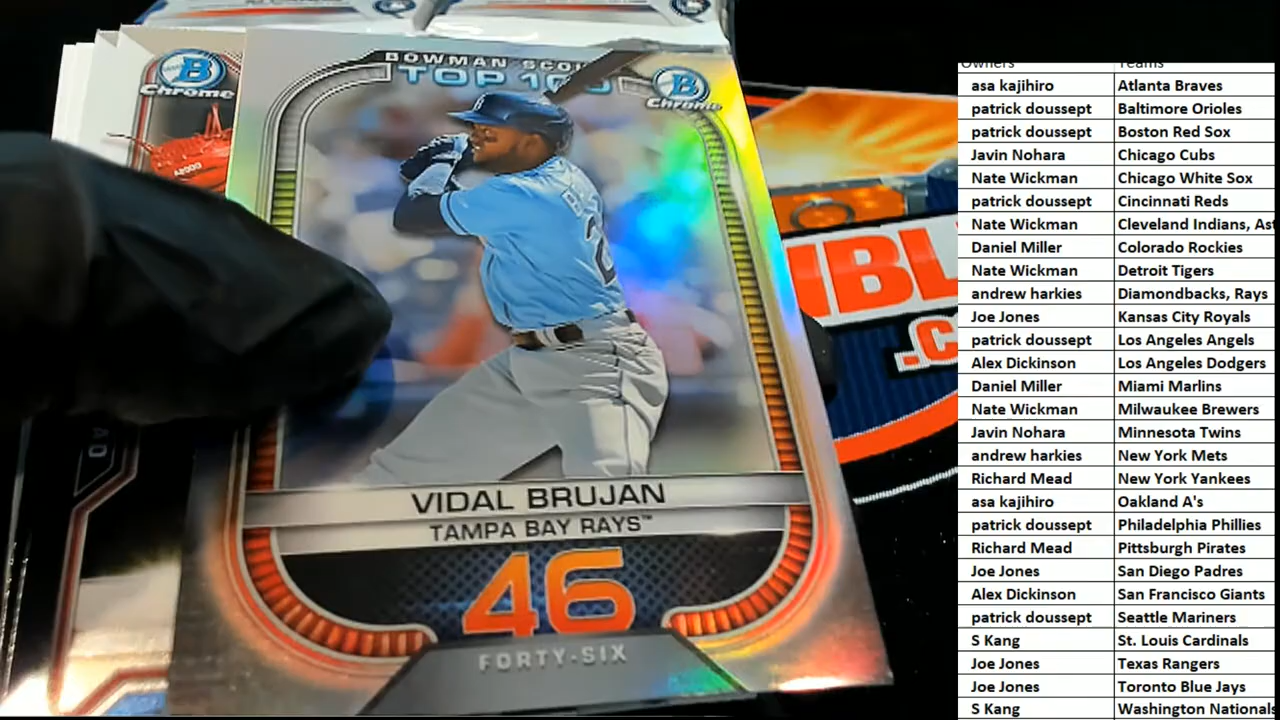 BOWMAN SCOU
TOP 100
B
Chrome
B
Chrome
A2000
2
VIDAL BRUJAN
TAMPA BAY RAYS™
46
FORTY-SIX
IBL
.C
Owners Teams
asa kajihiro Atlanta Braves
patrick doussept Baltimore Orioles
patrick doussept Boston Red Sox
Javin Nohara Chicago Cubs
Nate Wickman Chicago White Sox
patrick doussept Cincinnati Reds
Nate Wickman Cleveland Indians, Ast
Daniel Miller Colorado Rockies
Nate Wickman Detroit Tigers
andrew harkies Diamondbacks, Rays
Joe Jones Kansas City Royals
patrick doussept Los Angeles Angels
Alex Dickinson Los Angeles Dodgers
Daniel Miller Miami Marlins
Nate Wickman Milwaukee Brewers
Javin Nohara Minnesota Twins
andrew harkies New York Mets
Richard Mead New York Yankees
asa kajihiro Oakland A's
patrick doussept Philadelphia Phillies
Richard Mead Pittsburgh Pirates
Joe Jones San Diego Padres
Alex Dickinson San Francisco Giants
patrick doussept Seattle Mariners
S Kang St. Louis Cardinals
Joe Jones Texas Rangers
Joe Jones Toronto Blue Jays
S Kang Washington Nationals